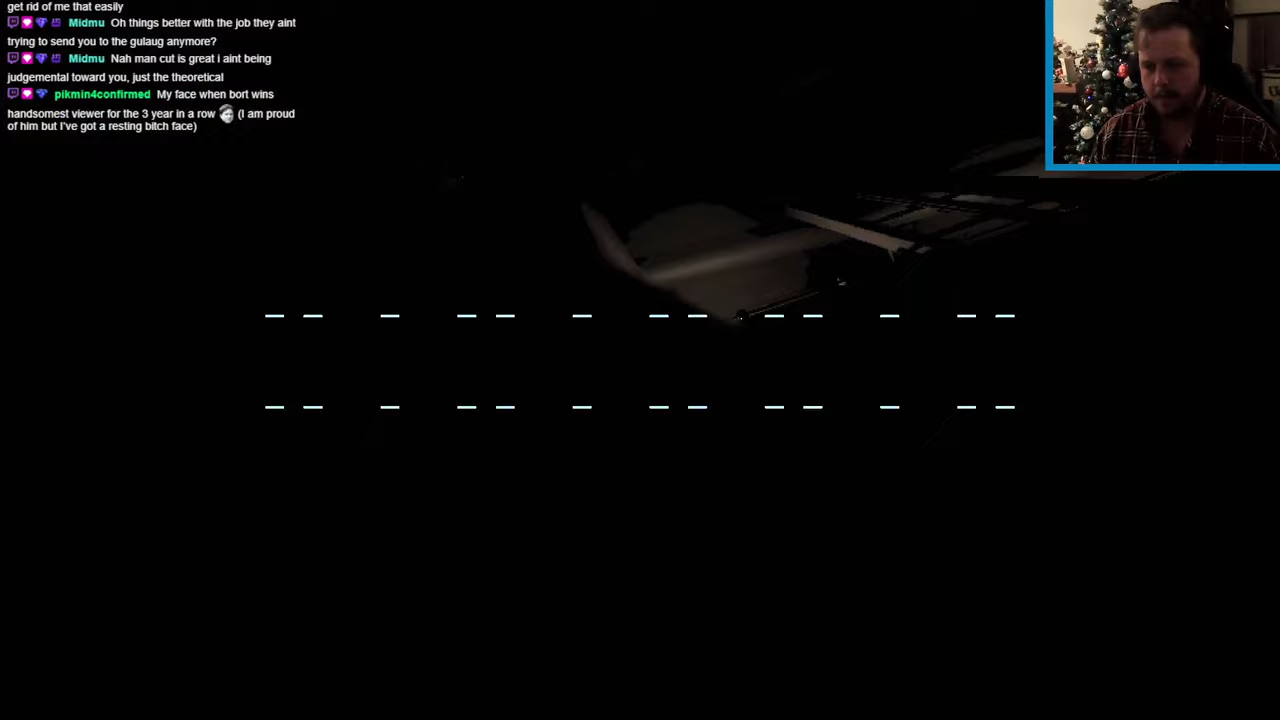 get rid of me that easily
Midmu Oh things better with the job they aint
trying to send you to the gulaug anymore?
Midmu Nah man cut is great i aint being
judgemental toward you, just the theoretical
pikmin4confirmed My face when bort wins
handsomest viewer for the 3 year in a row (I am proud
of him but I've got a resting bitch face)